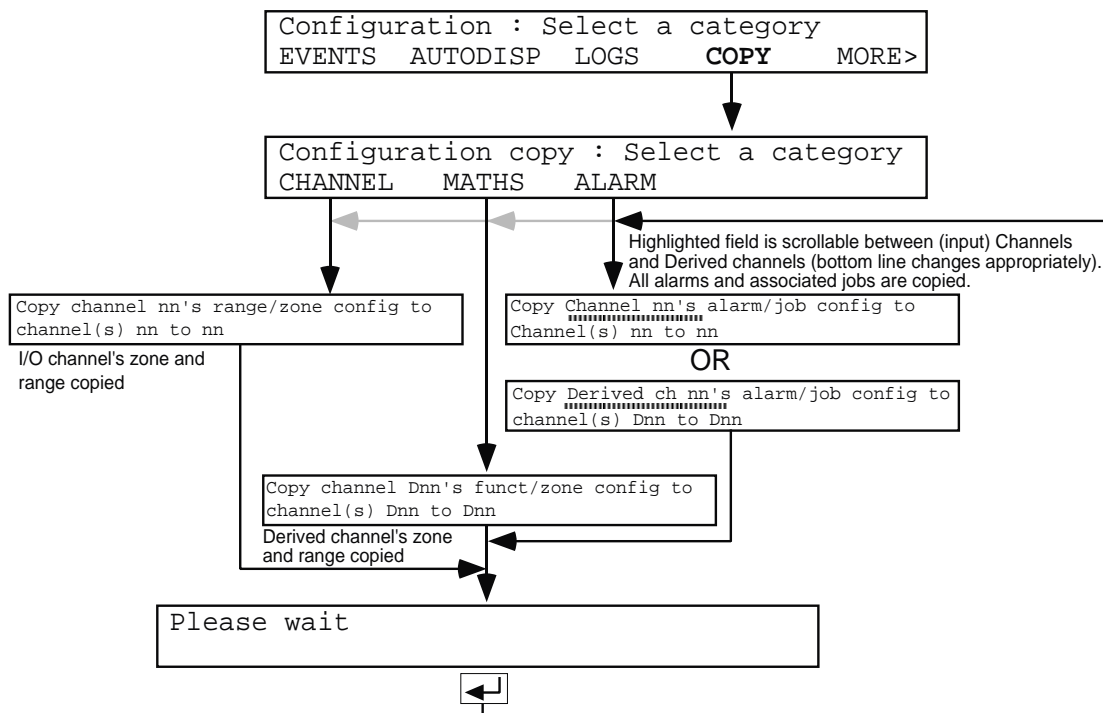 Configuration : Select a category
EVENTS AUTODISP LOGS COPY MORE>
Configuration copy : Select a category
CHANNEL MATHS ALARM
Highlighted field is scrollable between (input) Channels
and Derived channels (bottom line changes appropriately).
All alarms and associated jobs are copied.
Copy channel nn's range/zone config to
channel(s) nn to nn
I/O channel's zone and
range copied
Copy Channel nn's alarm/job config to
Channel(s) nn to nn
OR
Copy Derived ch nn's alarm/job config to
channel(s) Dnn to Dnn
Copy channel Dnn's funct/zone config to
channel(s) Dnn to Dnn
Derived channel's zone
and range copied
Please wait